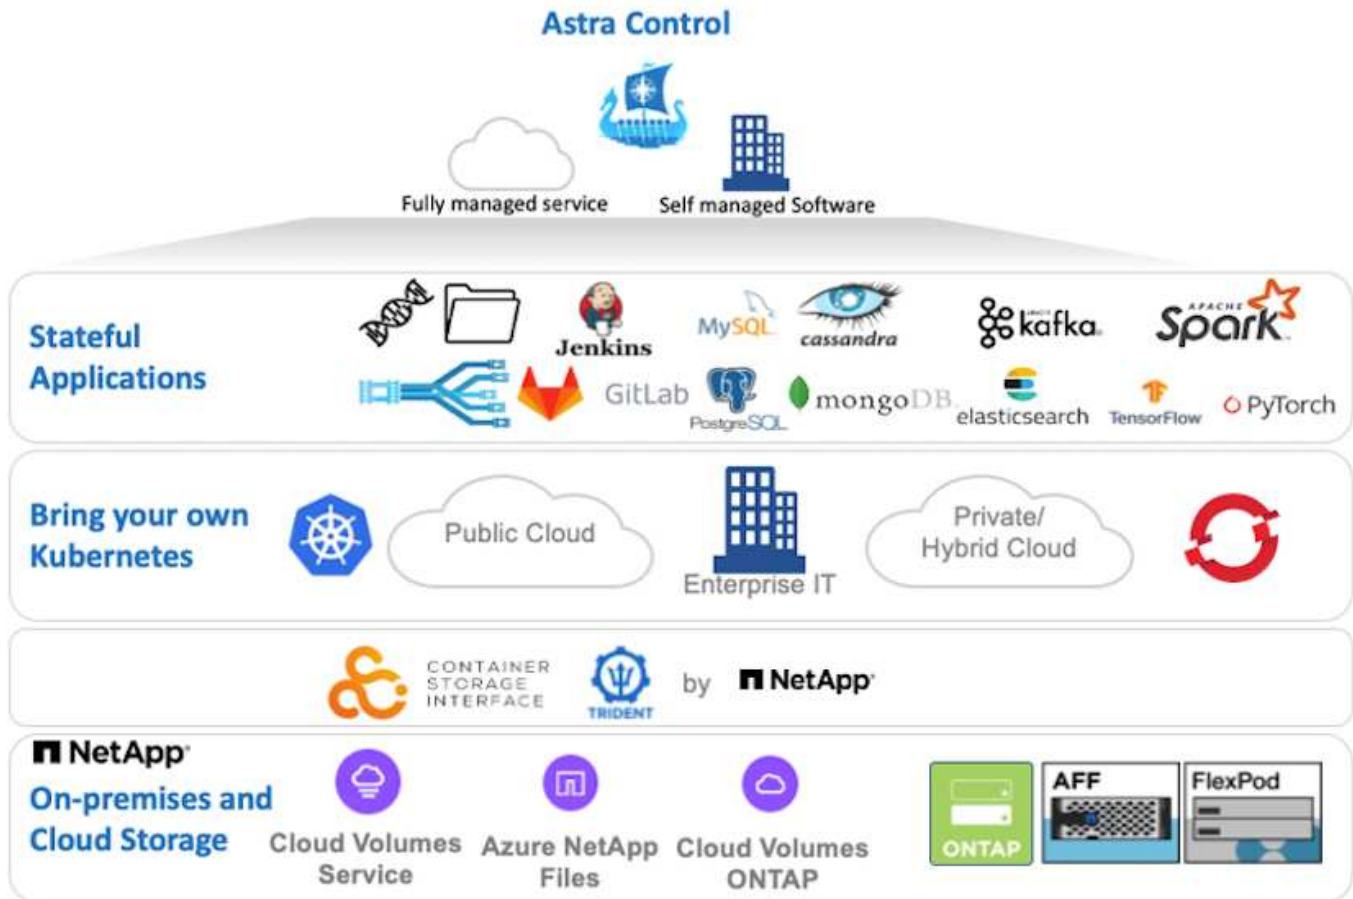 Astra Control
Fully managed service
Self managed Software
Stateful
Applications
Jenkins
MySQL
cassandra
kafka
APACHE
Spark
GitLab
PostgreSQL
mongoDB
elasticsearch
TensorFlow
PyTorch
Bring your own
Kubernetes
Public Cloud
Enterprise IT
Private/
Hybrid Cloud
CONTAINER
STORAGE
INTERFACE
TRIDENT
by
NetApp
NetApp
On-premises and
Cloud Storage
Cloud Volumes
Service
Azure NetApp
Files
Cloud Volumes
ONTAP
ONTAP
AFF
FlexPod